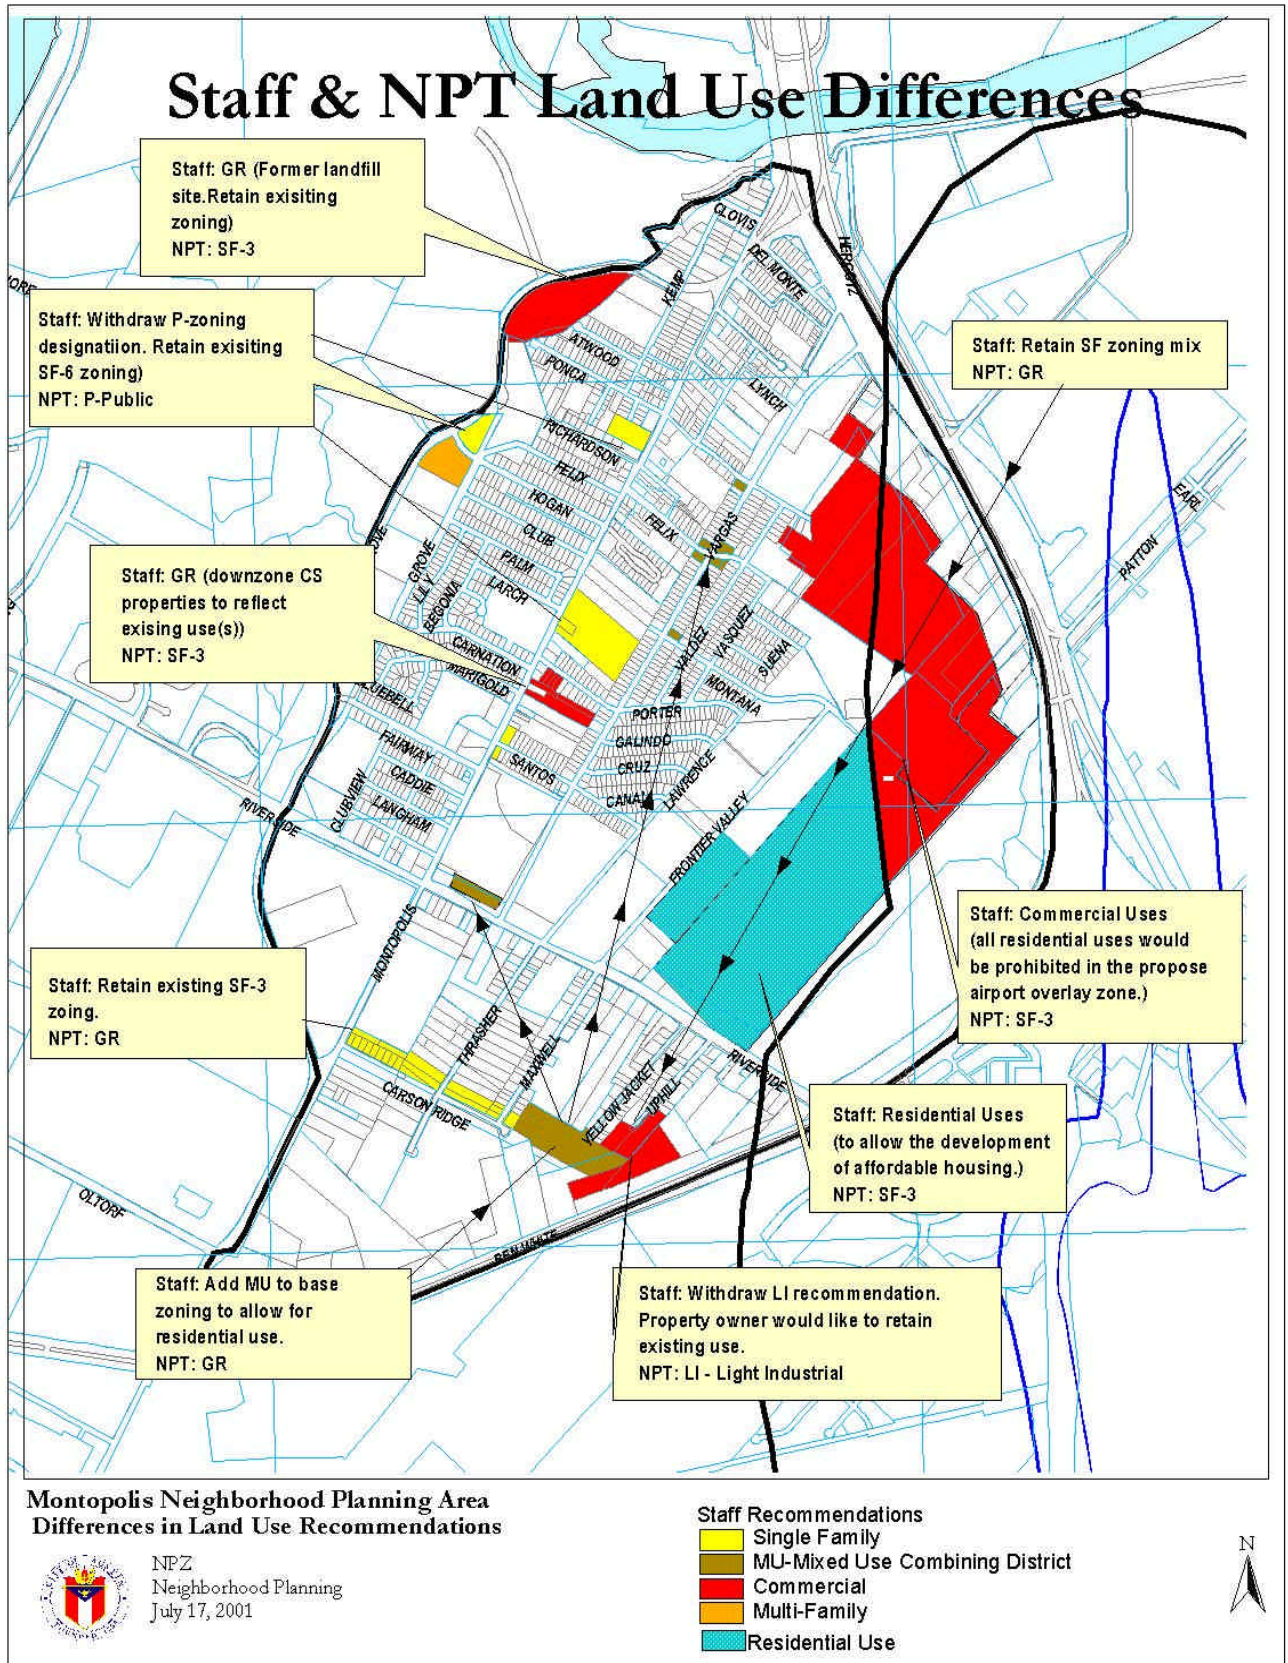 Staff & NPT Land Use Differences
Staff: GR (Former landfill
site.Retain exisiting
zoning)
NPT: SF-3
Staff: Withdraw P-zoning
designatiion. Retain exisiting
SF-6 zoning)
NPT: P-Public
Staff: Retain SF zoning mix
NPT: GR
Staff: GR (downzone CS
properties to reflect
exising use(s))
NPT: SF-3
Staff: Retain existing SF-3
zoing.
NPT: GR
Staff: Commercial Uses
(all residential uses would
be prohibited in the propose
airport overlay zone.)
NPT: SF-3
Staff: Residential Uses
(to allow the development
of affordable housing.)
NPT: SF-3
Staff: Add MU to base
zoning to allow for
residential use.
NPT: GR
Staff: Withdraw LI recommendation.
Property owner would like to retain
existing use.
NPT: LI - Light Industrial
CLOVIS
DEL MONTE
KEMP
ATWOOD
PONCA
LYNCH
RICHARDSON
FELIX
HOGAN
FELIX
CLUB
VARGAS
PALM
GROVE
LILY
LARCH
BEGONIA
EARL
PATTON
CARNATION
MARIGOLD
VALDEZ
VASQUEZ
SUENA
MONTANA
PORTER
GALINDO
FAIRWAY
CADDIE
SANTOS
CRUZ
LAWRENCE
CLUBVIEW
LANGHAM
RIVERSIDE
FRONTIER VALLEY
MONTOPOLIS
THRASHER
MAXWELL
RIVERSIDE
YELLOW JACKET
UPHILL
CARSON RIDGE
OLTORF
BEN WHITE
Montopolis Neighborhood Planning Area
Differences in Land Use Recommendations
NPZ
Neighborhood Planning
July 17, 2001
Staff Recommendations
Single Family
MU-Mixed Use Combining District
Commercial
Multi-Family
Residential Use
N